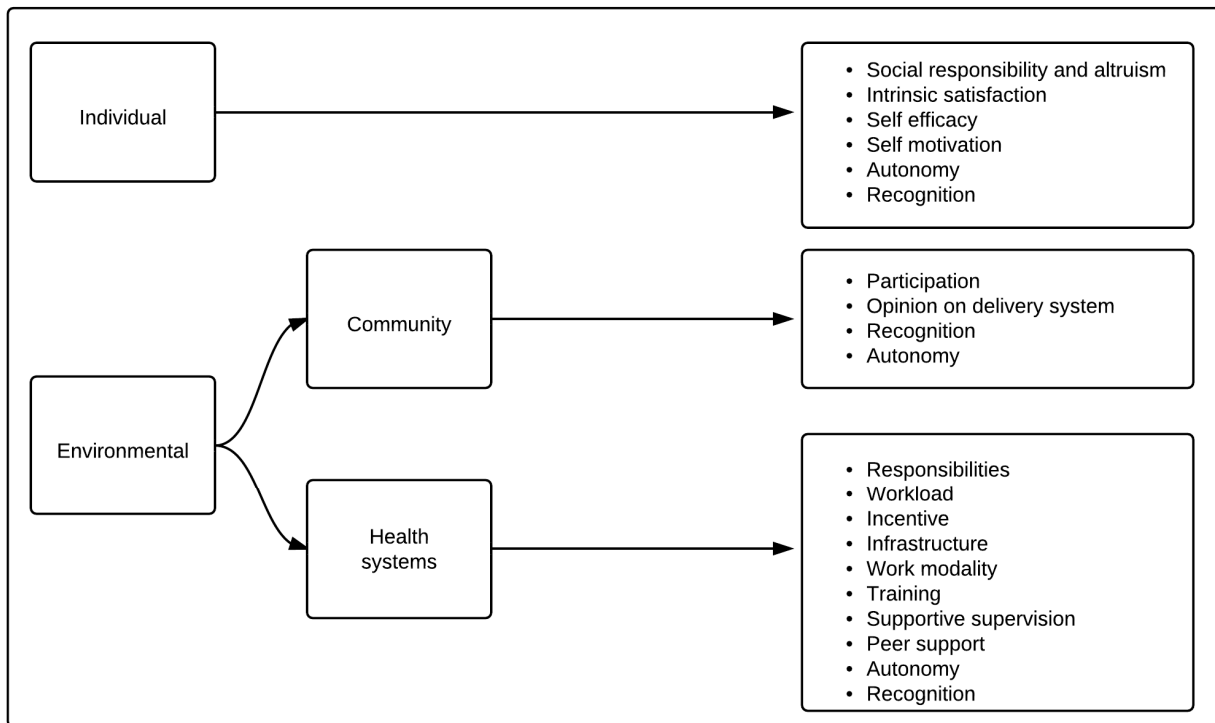 Individual
• Social responsibility and altruism
• Intrinsic satisfaction
• Self efficacy
• Self motivation
• Autonomy
• Recognition
Environmental
Community
• Participation
• Opinion on delivery system
• Recognition
• Autonomy
Health
systems
• Responsibilities
• Workload
• Incentive
• Infrastructure
• Work modality
• Training
• Supportive supervision
• Peer support
• Autonomy
• Recognition